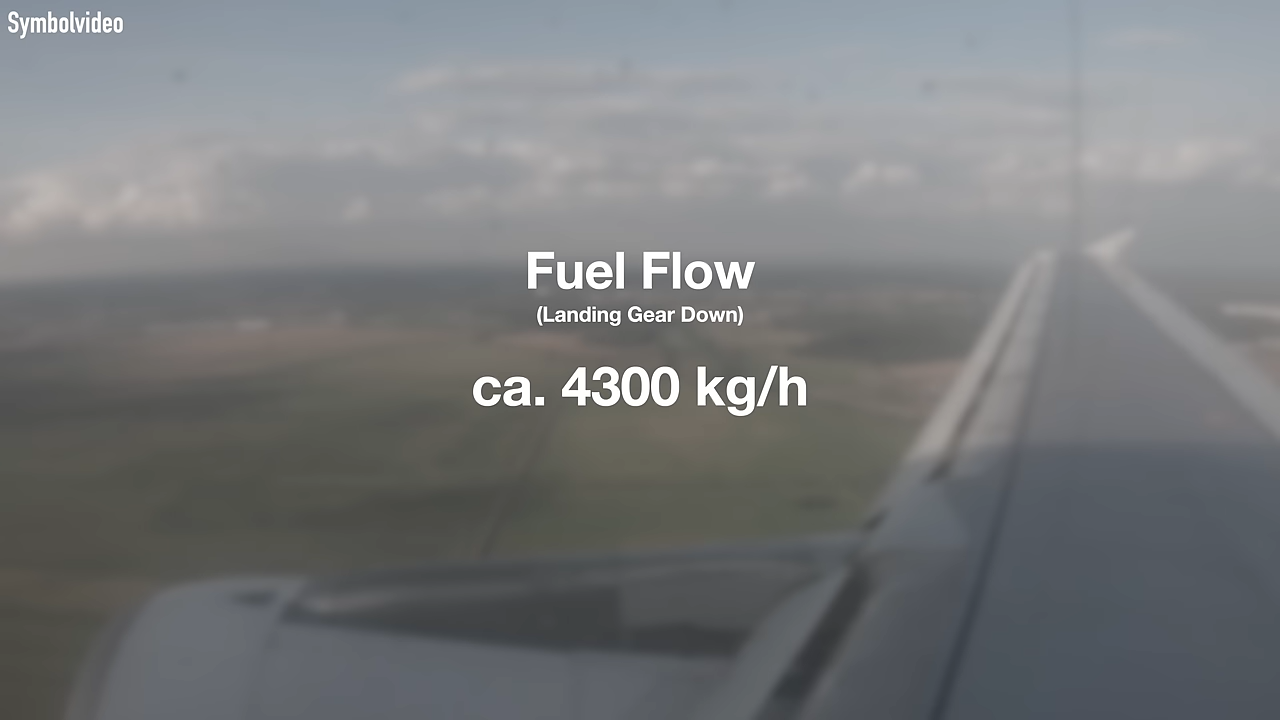 Symbolvideo
Fuel Flow
(Landing Gear Down)
ca. 4300 kg/h